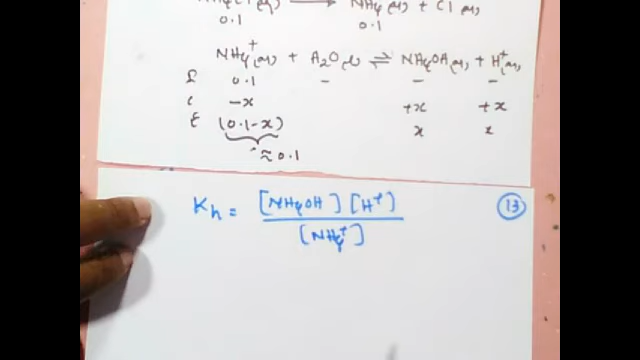 NH4Cl(s) → NH4(aq) + Cl(aq)
0.1 0.1
NH4+(aq) + H2O(l) ⇌ NH4OH(aq) + H+(aq)
I 0.1 – – –
C –x +x +x
E (0.1-x) x x
≈ 0.1
Kh = [NH4OH] [H+] / [NH4+] 13